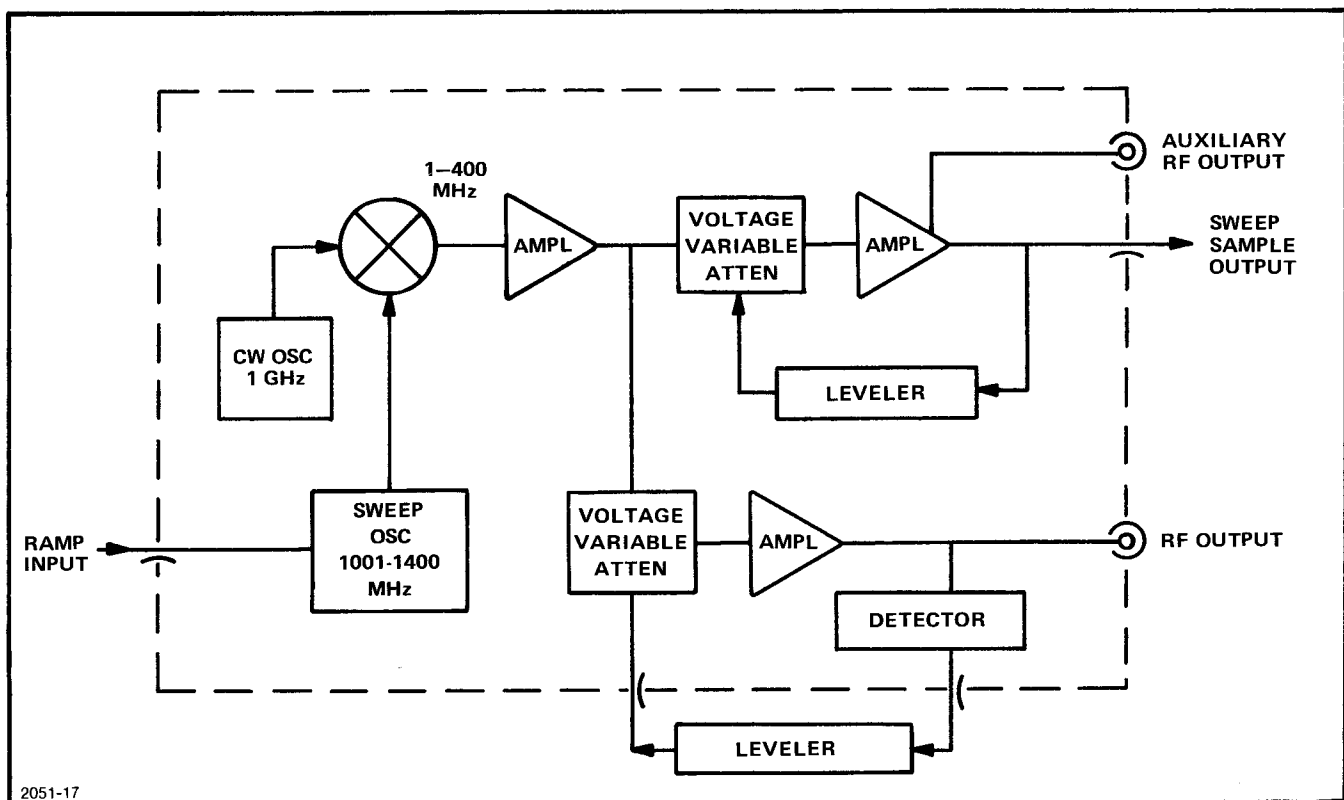 1–400
MHz
AMPL
VOLTAGE
VARIABLE
ATTEN
AMPL
AUXILIARY
RF OUTPUT
SWEEP
SAMPLE
OUTPUT
CW OSC
1 GHz
LEVELER
RAMP
INPUT
SWEEP
OSC
1001-1400
MHz
VOLTAGE
VARIABLE
ATTEN
AMPL
RF OUTPUT
DETECTOR
LEVELER
2051-17